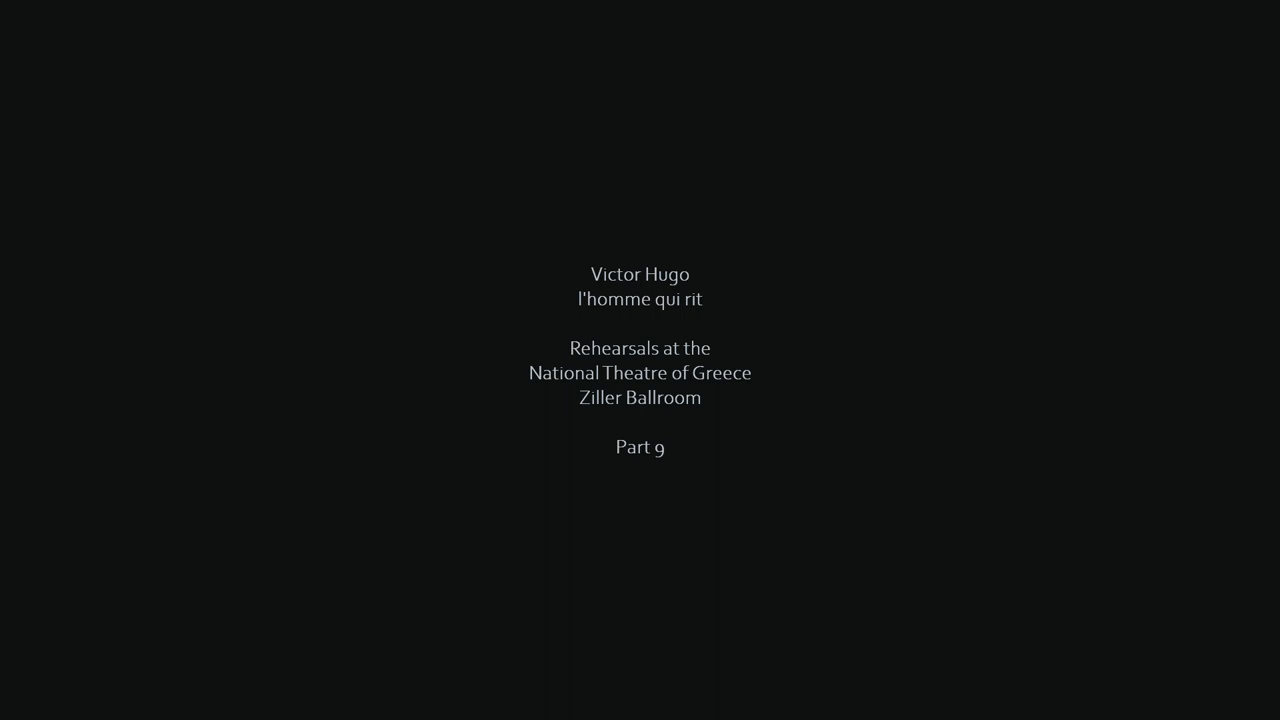 Victor Hugo
l'homme qui rit
Rehearsals at the
National Theatre of Greece
Ziller Ballroom
Part 9